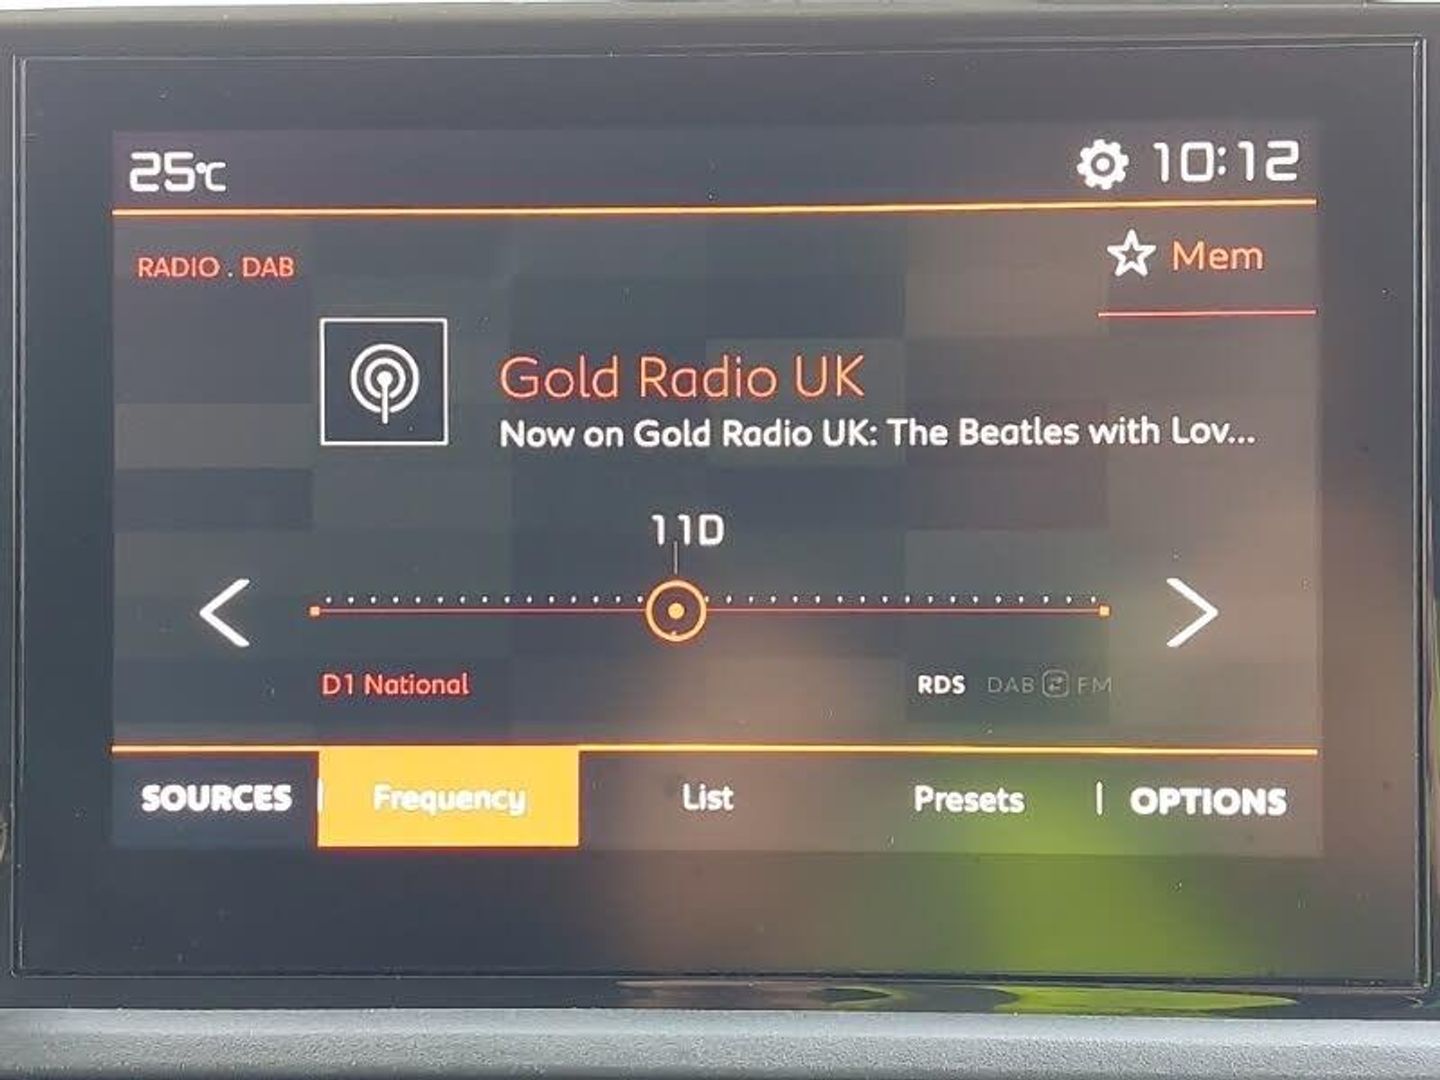 25°C
10:12
RADIO . DAB
Mem
Gold Radio UK
Now on Gold Radio UK: The Beatles with Lov...
11D
D1 National
RDS DAB FM
SOURCES Frequency List Presets OPTIONS